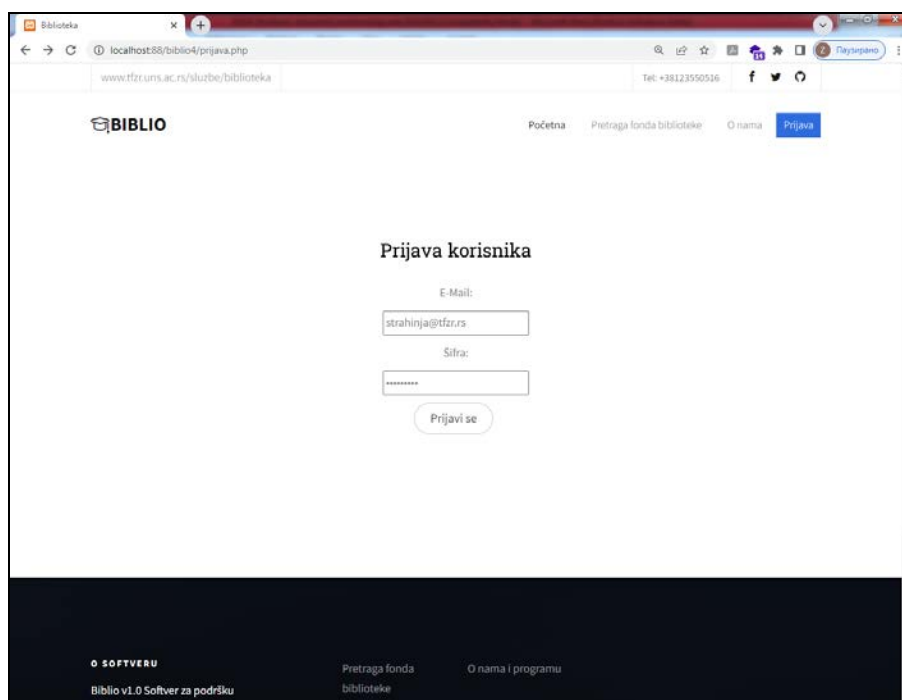 Biblioteka
localhost:88/biblio4/prijava.php
Паузирано
www.tfzr.uns.ac.rs/sluzbe/biblioteka
Tel: +38123550516
BIBLIO
Početna
Pretraga fonda biblioteke
O nama
Prijava
Prijava korisnika
E-Mail:
strahinja@tfzr.rs
Šifra:
•••••••••
Prijavi se
O SOFTVERU
Biblio v1.0 Softver za podršku
Pretraga fonda
biblioteke
O nama i programu